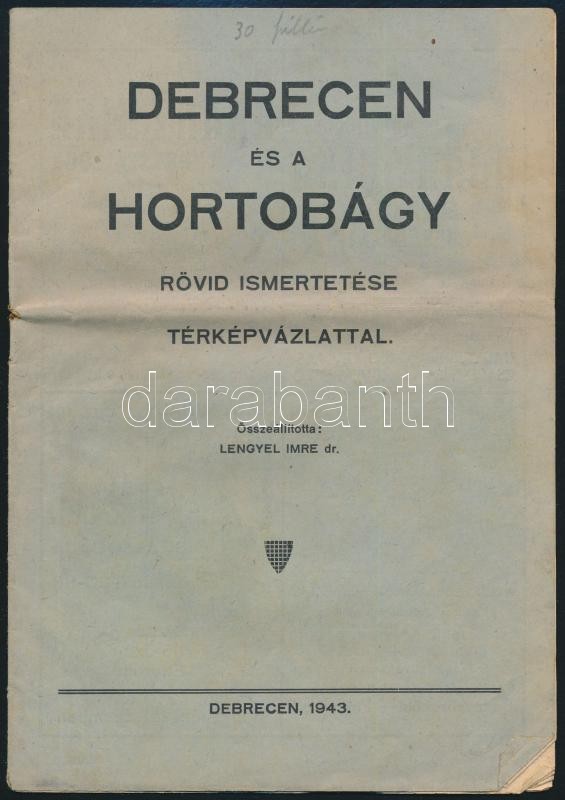 30 fillér
DEBRECEN
ÉS A
HORTOBÁGY
RÖVID ISMERTETÉSE
TÉRKÉPVÁZLATTAL.
darabanth
Összeállította:
LENGYEL IMRE dr.
DEBRECEN, 1943.